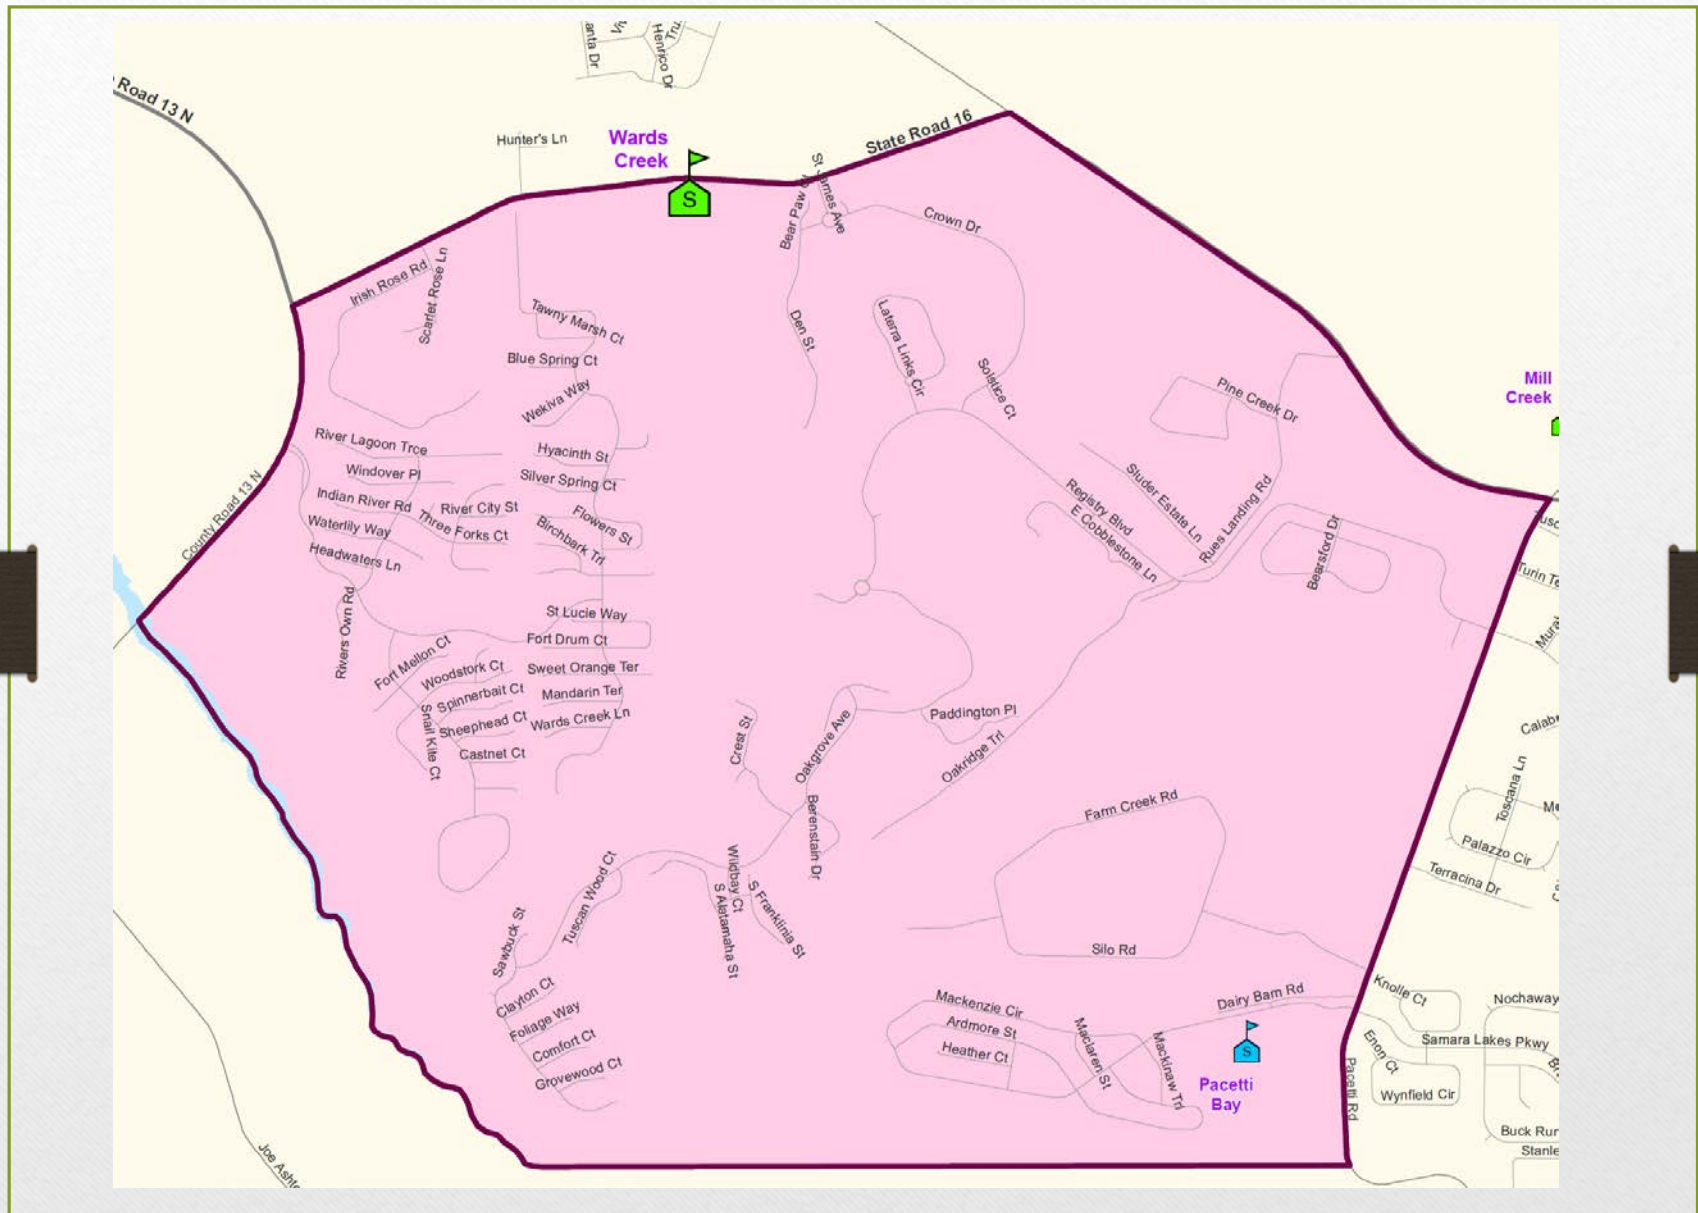 anta Dr
Henrico Dr
Road 13 N
Hunter's Ln
Wards
Creek
S
State Road 16
St James Ave
Bear Paw
Crown Dr
Irish Rose Rd
Scarlet Rose Ln
Tawny Marsh Ct
Den St
Laterra Links Cir
Blue Spring Ct
Solstice Ct
Wekiva Way
Pine Creek Dr
Mill
Creek
River Lagoon Trce
Hyacinth St
Windover Pl
Silver Spring Ct
Studer Estate Ln
Registry Blvd
Rues Landing Rd
County Road 13 N
Indian River Rd
River City St
Flowers St
Three Forks Ct
Waterlily Way
Birchbark Trl
E Cobblestone Ln
Bearsford Dr
Headwaters Ln
Rivers Own Rd
St Lucie Way
Fort Drum Ct
Fort Mellon Ct
Woodstork Ct
Sweet Orange Ter
Spinnerbait Ct
Mandarin Ter
Snail Kite Ct
Sheephead Ct
Wards Creek Ln
Castnet Ct
Crest St
Oakgrove Ave
Paddington Pl
Oakridge Trl
Toscana Ln
Berenstain Dr
Farm Creek Rd
Palazzo Cir
Terracina Dr
Tuscan Wood Ct
Wildbay Ct
S Alatamaha St
S Franklinia St
Sawbuck St
Silo Rd
Clayton Ct
Foliage Way
Comfort Ct
Grovewood Ct
Mackenzie Cir
Ardmore St
Heather Ct
Maclaren St
Mackinaw Trl
Dairy Barn Rd
S
Pacetti
Bay
Knolle Ct
Nochaway
Samara Lakes Pkwy
Enon Ct
Pacetti Rd
Wynfield Cir
Buck Run
Stanle
Joe Ashto